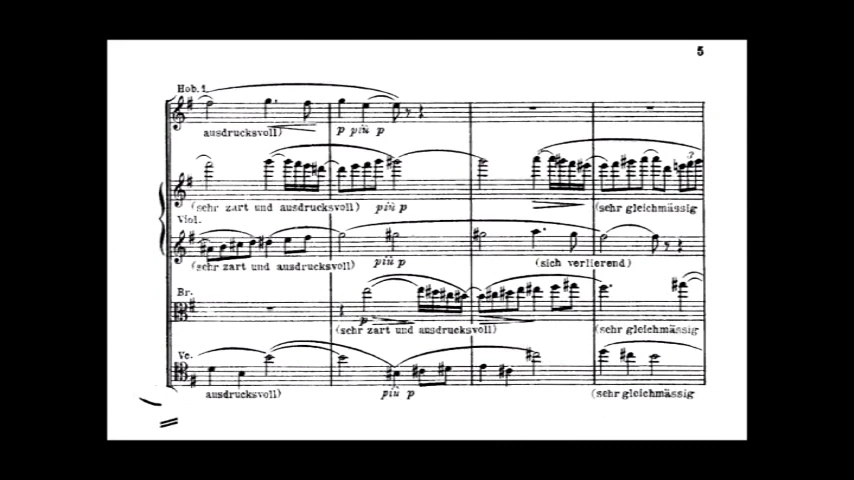 5
Hob. 1.
ausdrucksvoll) p più p
(sehr zart und ausdrucksvoll) più p (sehr gleichmässig
Viol.
(sehr zart und ausdrucksvoll) più p (sich verlierend)
Br.
p
(sehr zart und ausdrucksvoll) (sehr gleichmässig
Vc.
ausdrucksvoll) più p (sehr gleichmässig